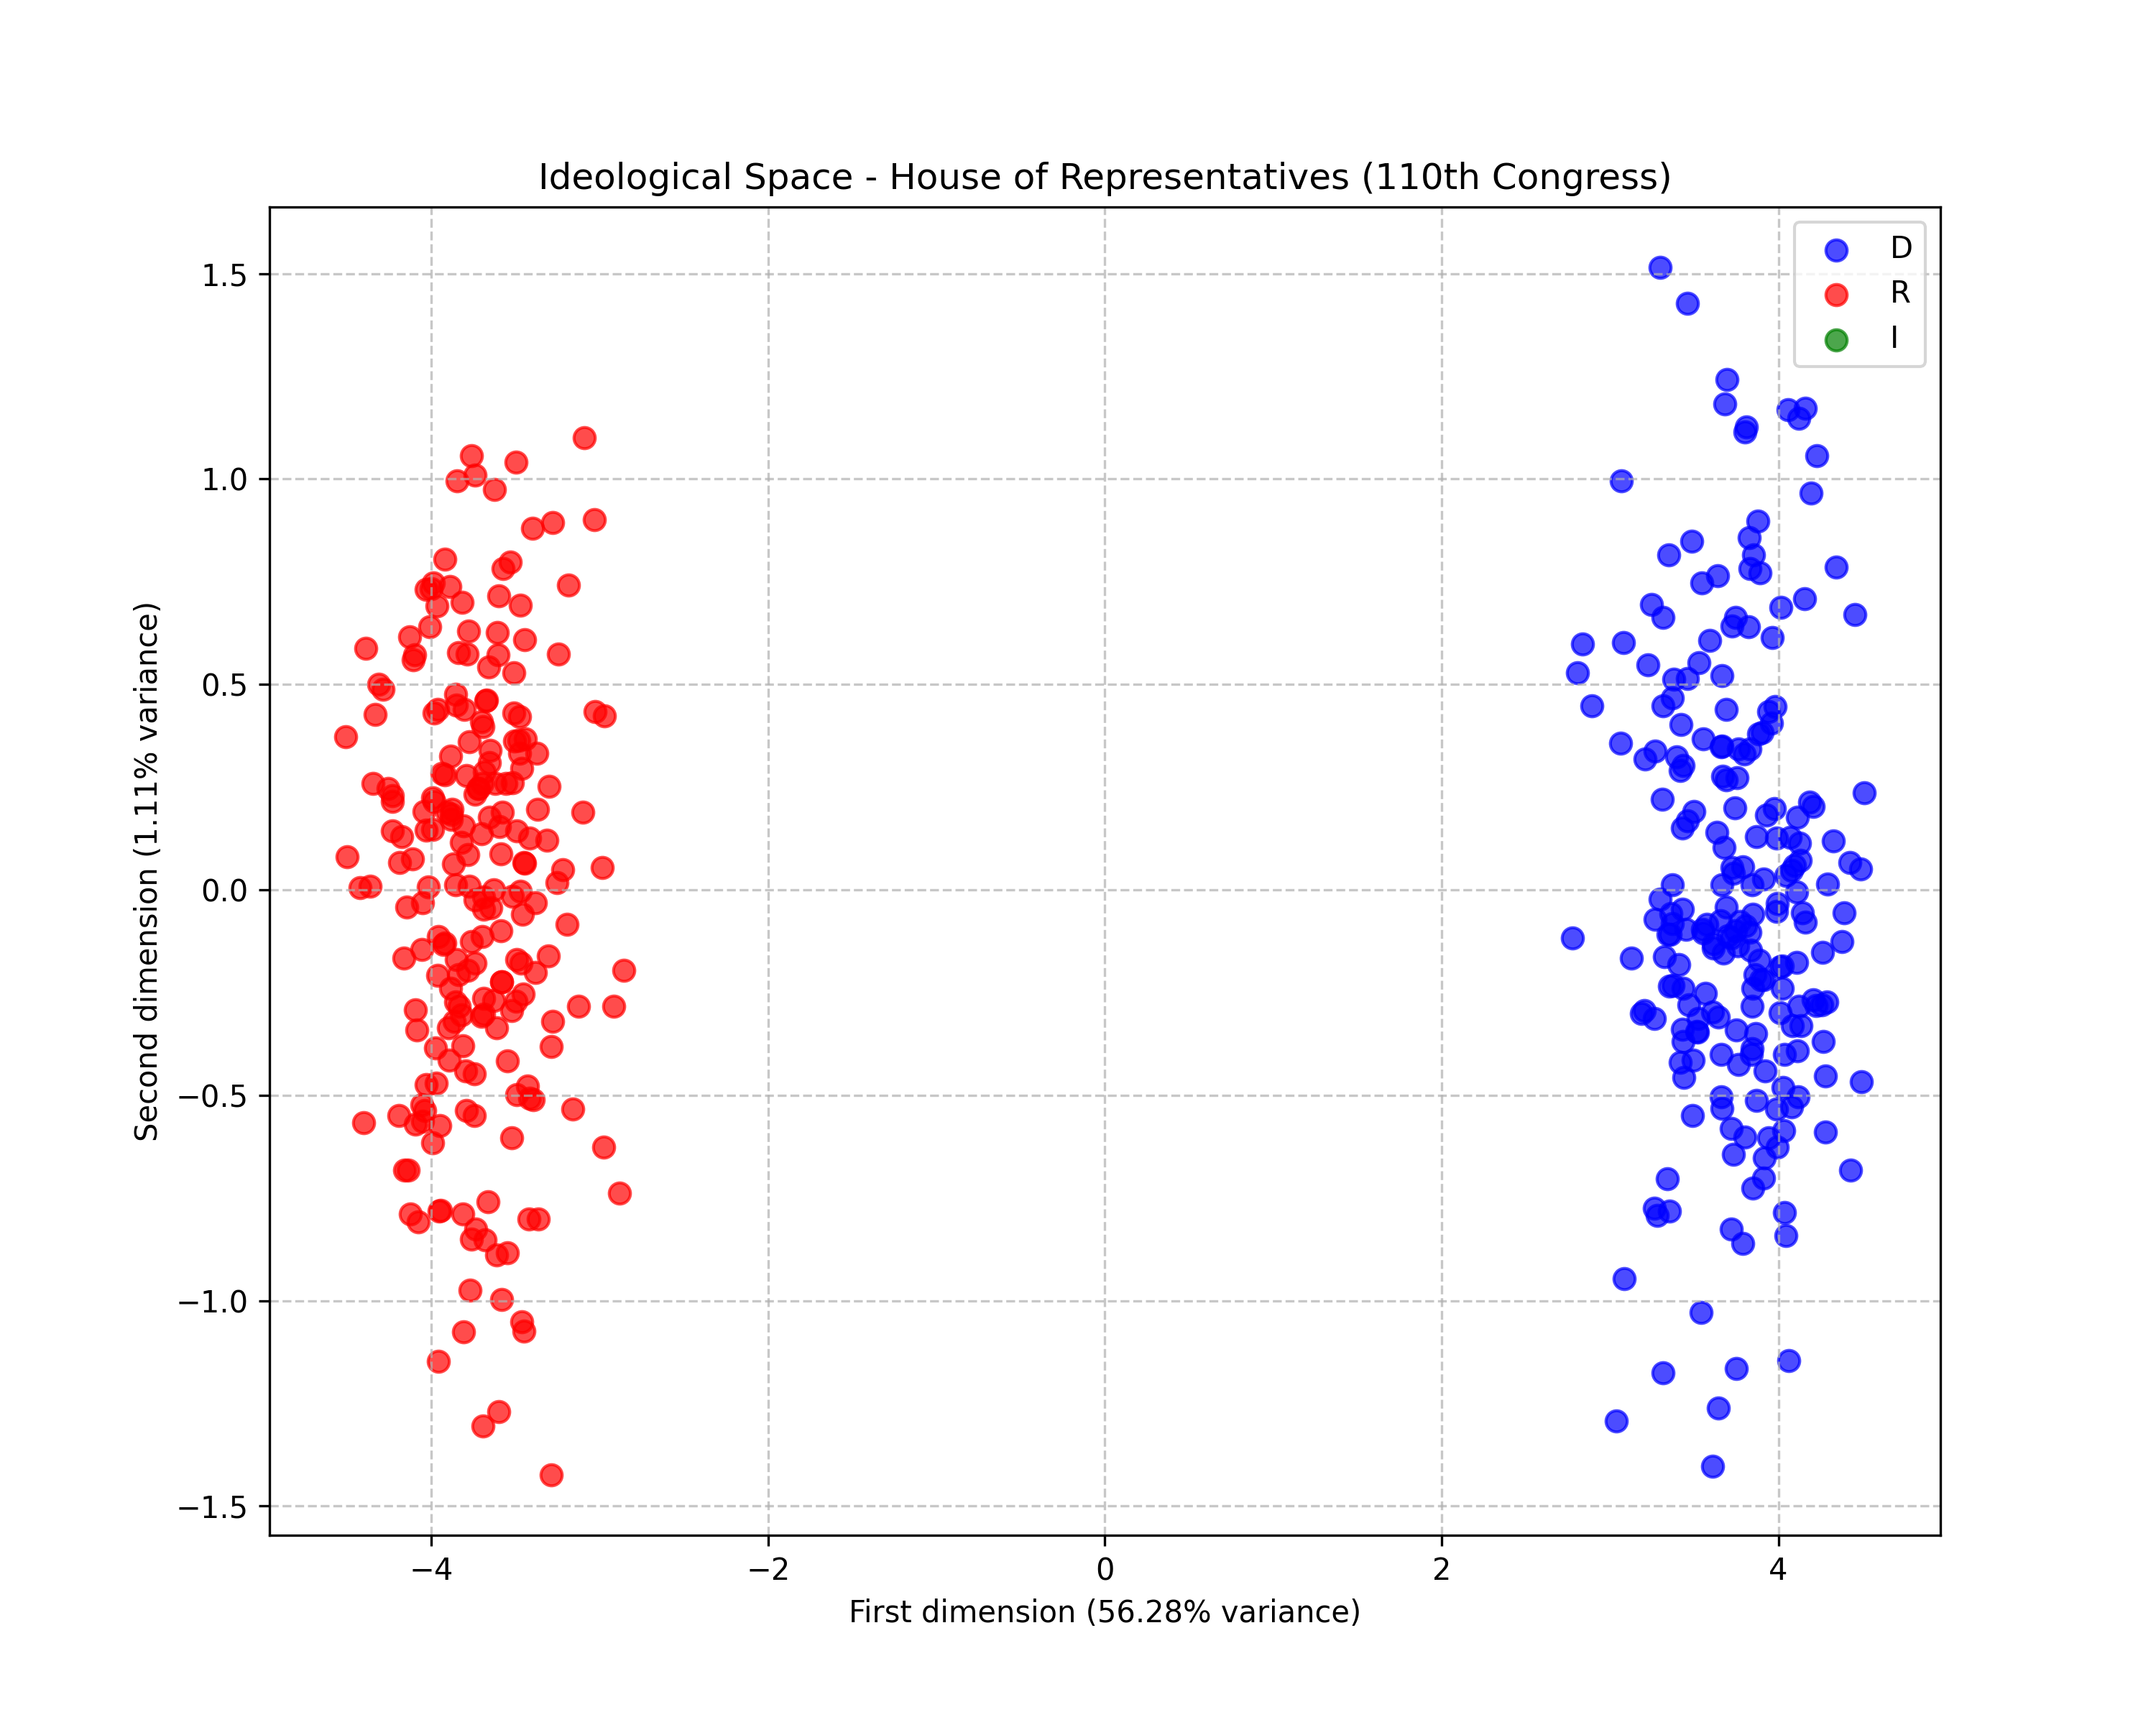 Ideological Space - House of Representatives (110th Congress)
D
R
I
1.5
1.0
0.5
0.0
−0.5
−1.0
−1.5
Second dimension (1.11% variance)
−4
−2
0
2
4
First dimension (56.28% variance)